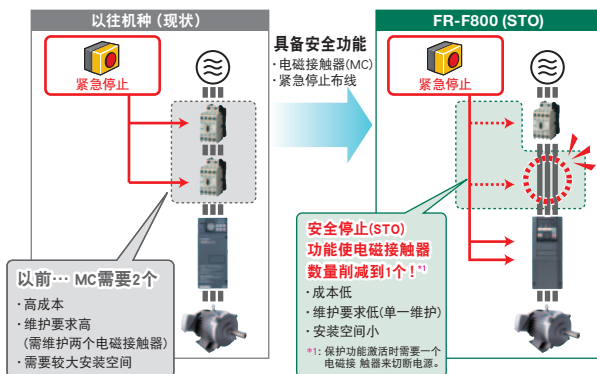 以往机种（现状）
紧急停止
以前… MC需要2个
·高成本
·维护要求高
(需维护两个电磁接触器)
·需要较大安装空间
具备安全功能
·电磁接触器(MC)
·紧急停止布线
FR-F800 (STO)
紧急停止
安全停止(STO)
功能使电磁接触器
数量削减到1个！*1
·成本低
·维护要求低(单一维护)
·安装空间小
*1: 保护功能激活时需要一个
电磁接 触器来切断电源。